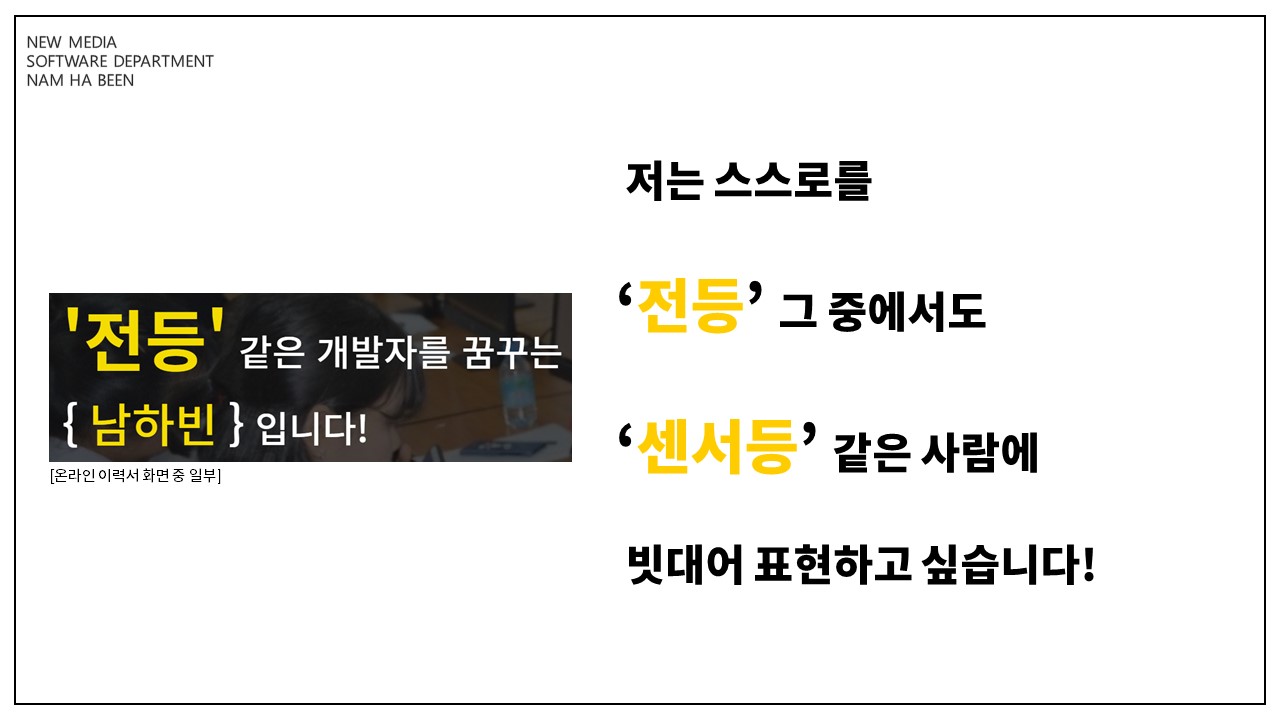 NEW MEDIA
SOFTWARE DEPARTMENT
NAM HA BEEN
'전등' 같은 개발자를 꿈꾸는
{ 남하빈 } 입니다!
[온라인 이력서 화면 중 일부]
저는 스스로를
‘전등’ 그 중에서도
‘센서등’ 같은 사람에
빗대어 표현하고 싶습니다!